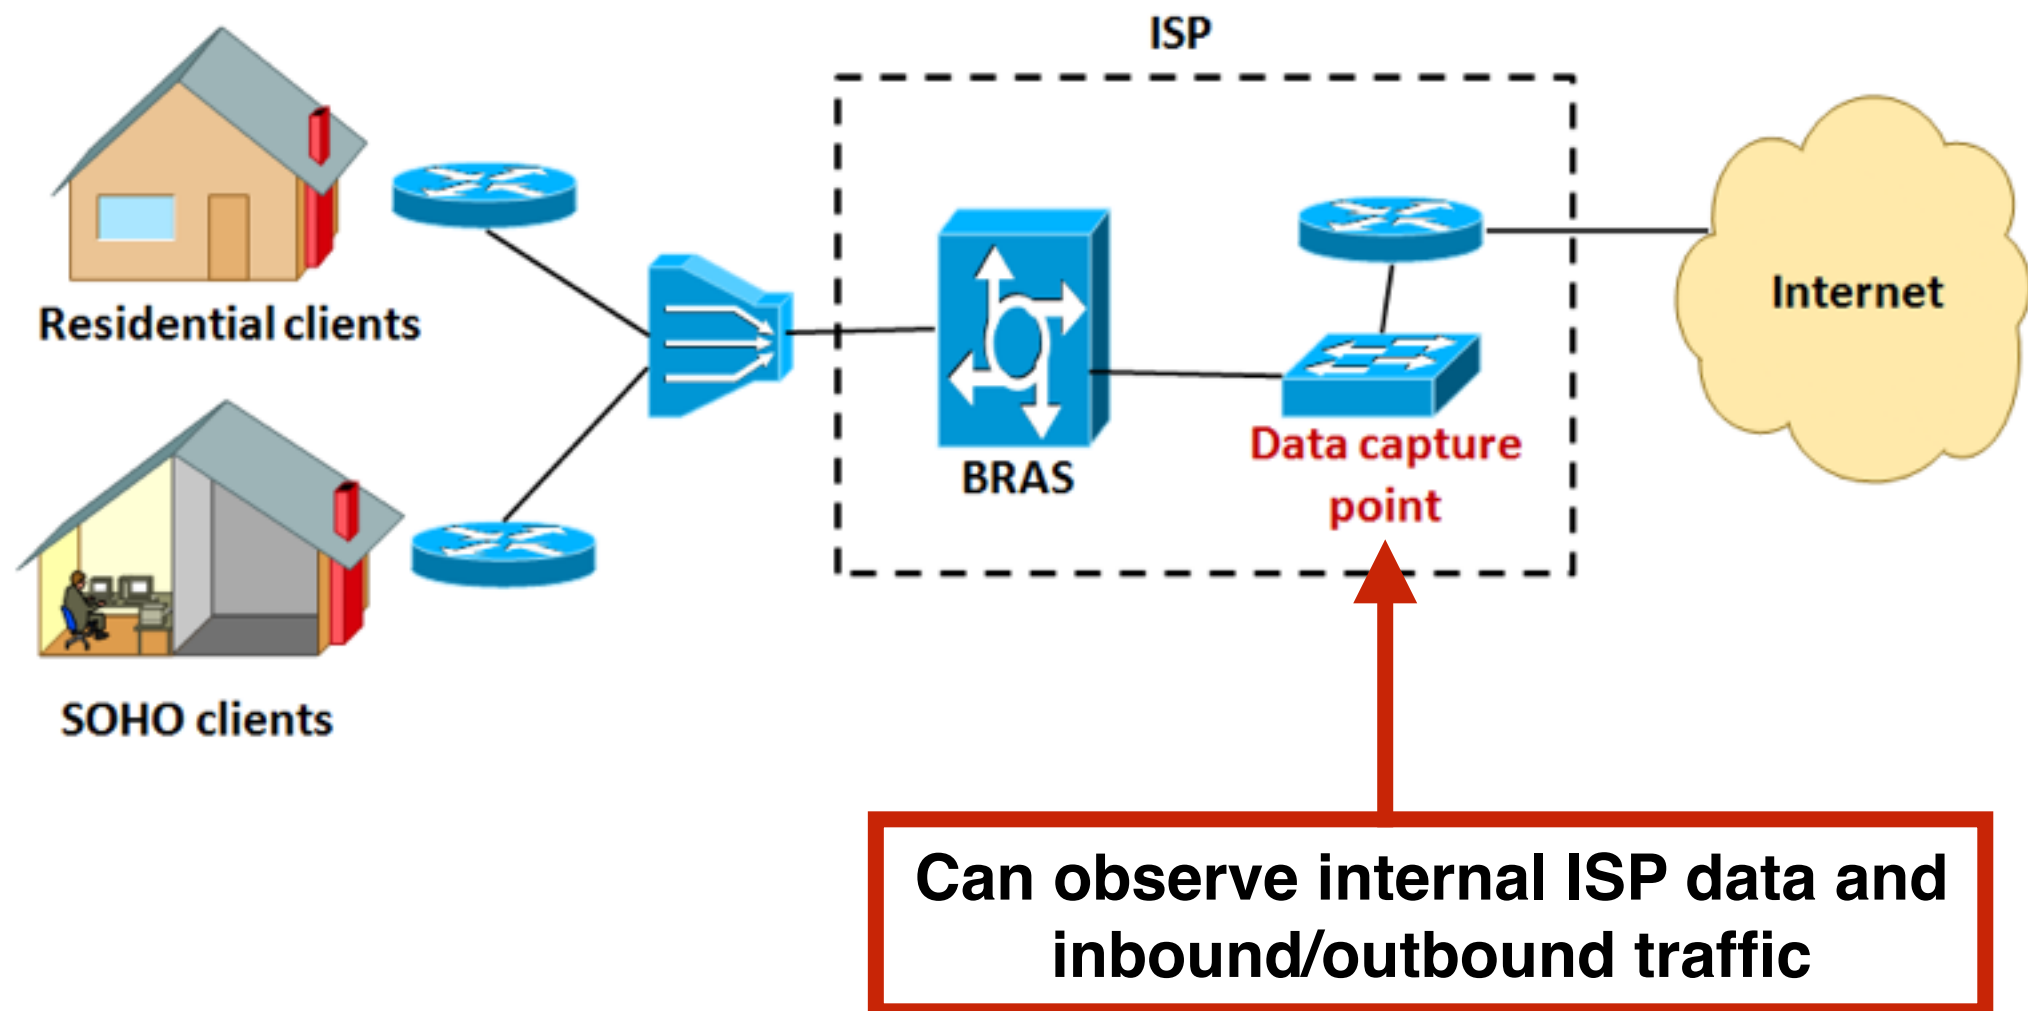 ISP
Residential clients
Internet
BRAS
Data capture
point
SOHO clients
Can observe internal ISP data and
inbound/outbound traffic